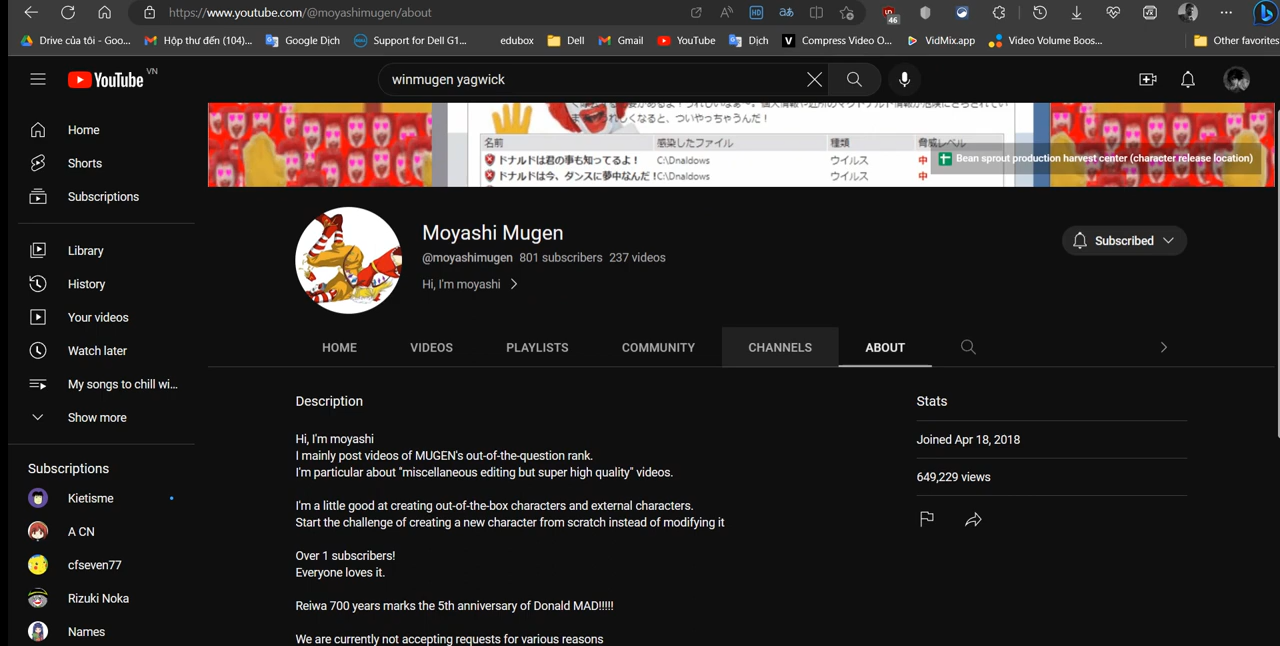 https://www.youtube.com/@moyashimugen/about
46
Drive của tôi - Goo...
Hộp thư đến (104)...
Google Dịch
Support for Dell G1...
edubox
Dell
Gmail
YouTube
Dịch
Compress Video O...
VidMix.app
Video Volume Boos...
Other favorites
YouTube VN
winmugen yagwick
名前 感染したファイル 種類 脅威レベル
ドナルドは君の事も知ってるよ! C:\Dnaldows ウイルス 中
ドナルドは今、ダンスに夢中なんだ! C:\Dnaldows ウイルス 中
Bean sprout production harvest center (character release location)
Home
Shorts
Subscriptions
Library
History
Your videos
Watch later
My songs to chill wi...
Show more
Subscriptions
Kietisme
A CN
cfseven77
Rizuki Noka
Names
Moyashi Mugen
@moyashimugen 801 subscribers 237 videos
Hi, I'm moyashi
Subscribed
HOME VIDEOS PLAYLISTS COMMUNITY CHANNELS ABOUT
Description
Hi, I'm moyashi
I mainly post videos of MUGEN's out-of-the-question rank.
I'm particular about "miscellaneous editing but super high quality" videos.
I'm a little good at creating out-of-the-box characters and external characters.
Start the challenge of creating a new character from scratch instead of modifying it
Over 1 subscribers!
Everyone loves it.
Reiwa 700 years marks the 5th anniversary of Donald MAD!!!!!
We are currently not accepting requests for various reasons
Stats
Joined Apr 18, 2018
649,229 views